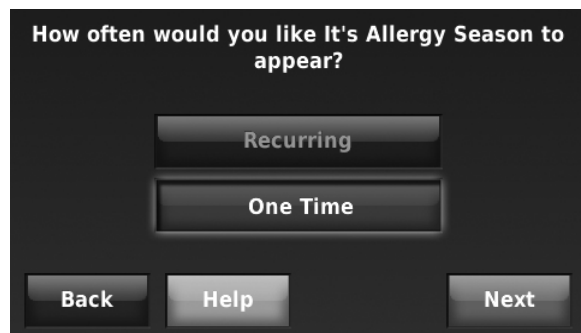 How often would you like It's Allergy Season to
appear?
Recurring
One Time
Back
Help
Next